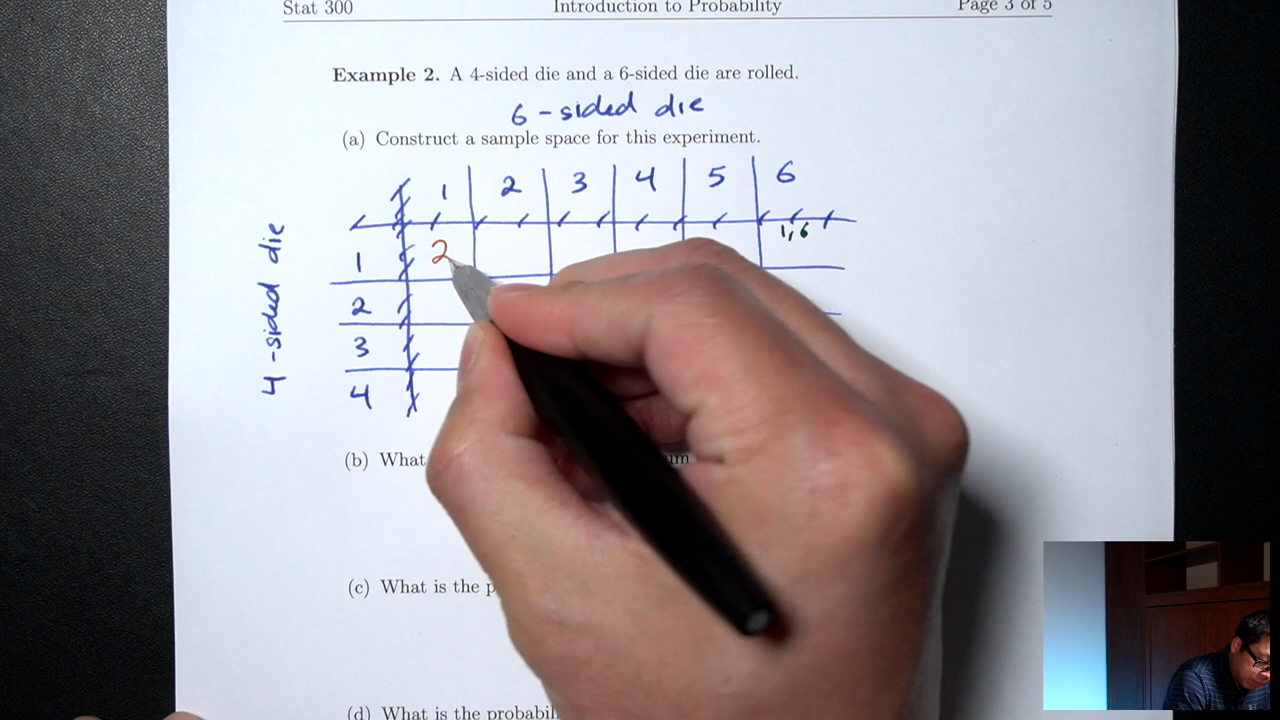 Stat 300 Introduction to Probability Page 3 of 5
Example 2. A 4-sided die and a 6-sided die are rolled.
6-sided die
(a) Construct a sample space for this experiment.
1 2 3 4 5 6
4-sided die
1 2 1,6
2
3
4
(b) What
(c) What is the
(d) What is the